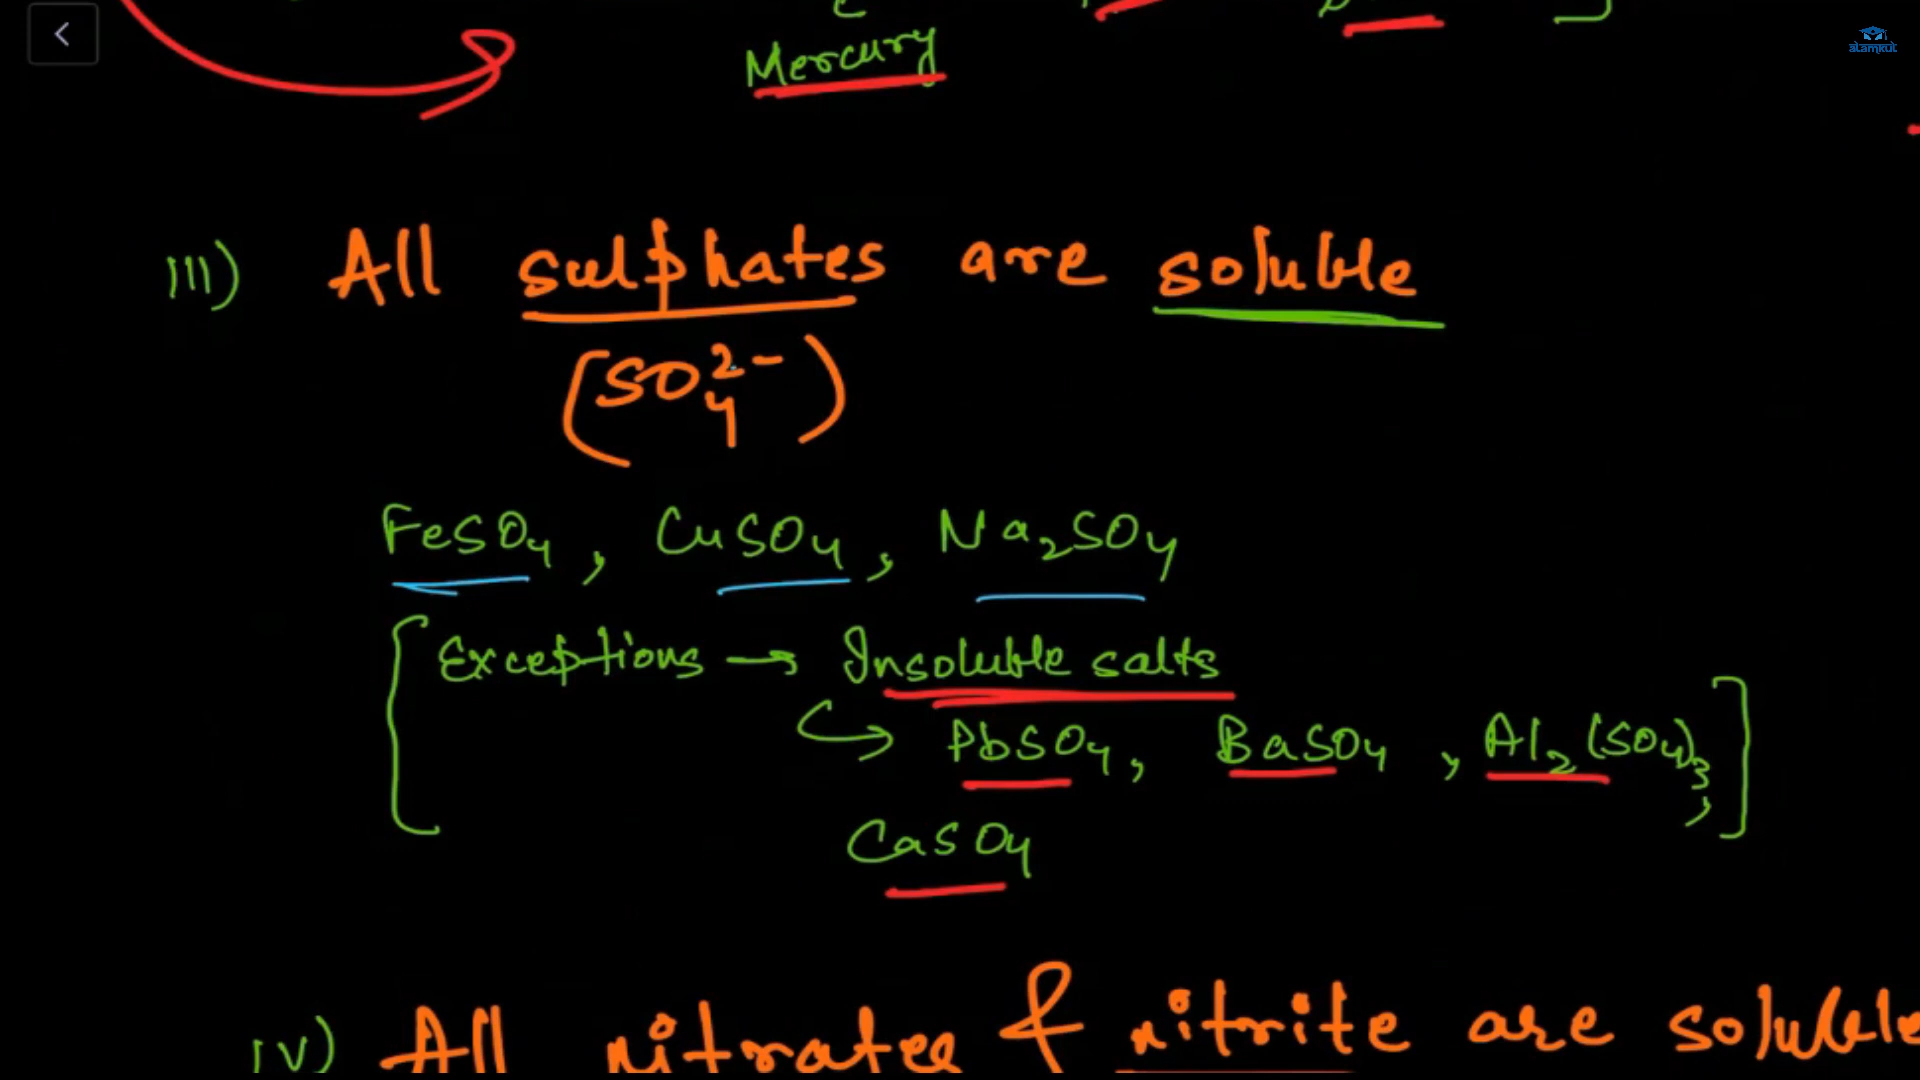 alamkut
Mercury
III) All sulphates are soluble
(SO₄²⁻)
FeSO₄, CuSO₄, Na₂SO₄
[Exceptions → Insoluble salts
↳ PbSO₄, BaSO₄, Al₂(SO₄)₃,]
CaSO₄
IV) All nitrates & nitrite are soluble